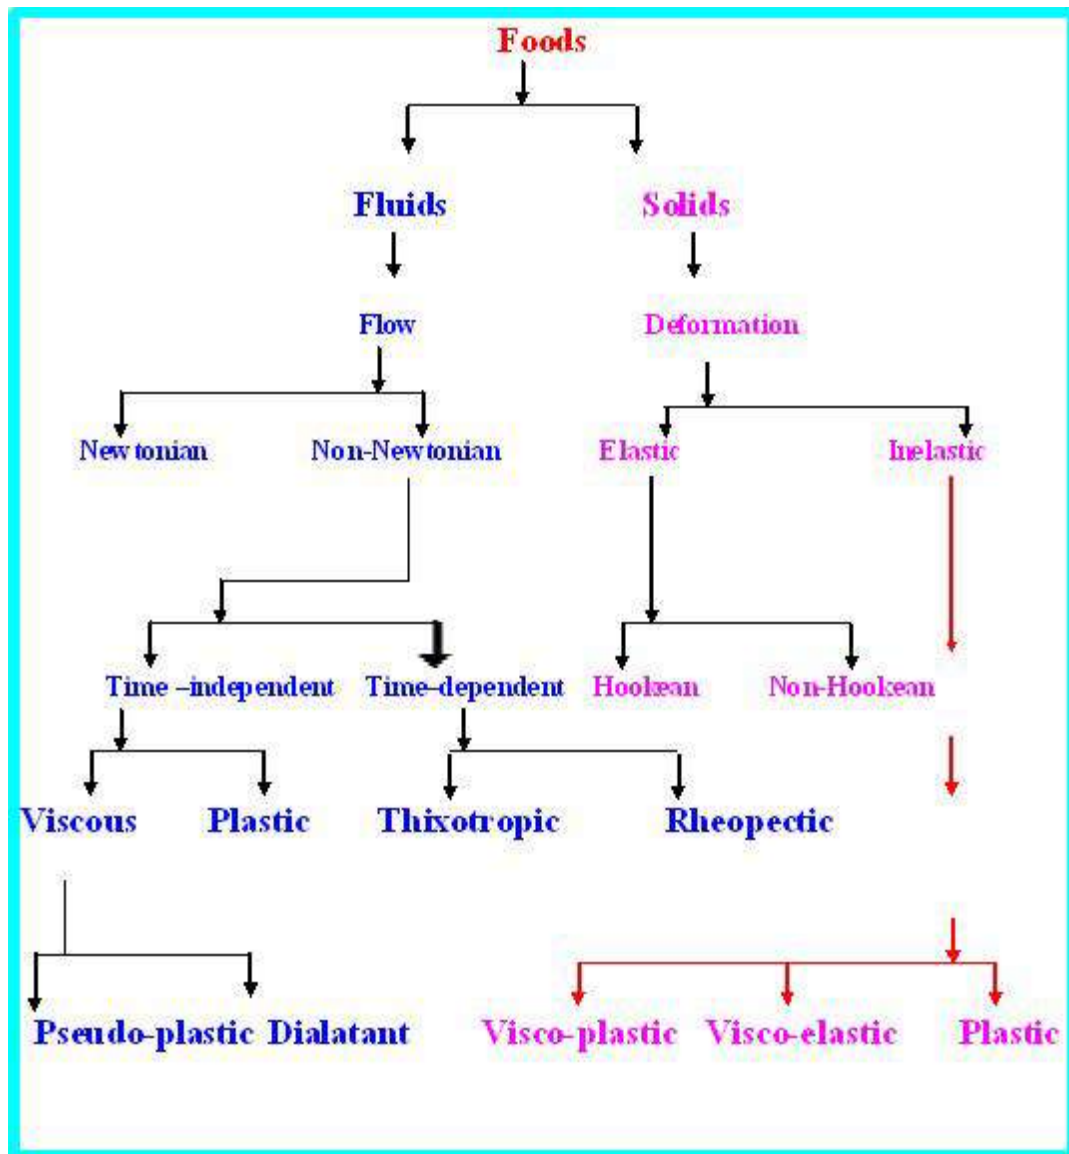 Foods
Fluids Solids
Flow Deformation
Newtonian Non-Newtonian Elastic Inelastic
Time -independent Time-dependent Hookean Non-Hookean
Viscous Plastic Thixotropic Rheopectic
Pseudo-plastic Dialatant Visco-plastic Visco-elastic Plastic